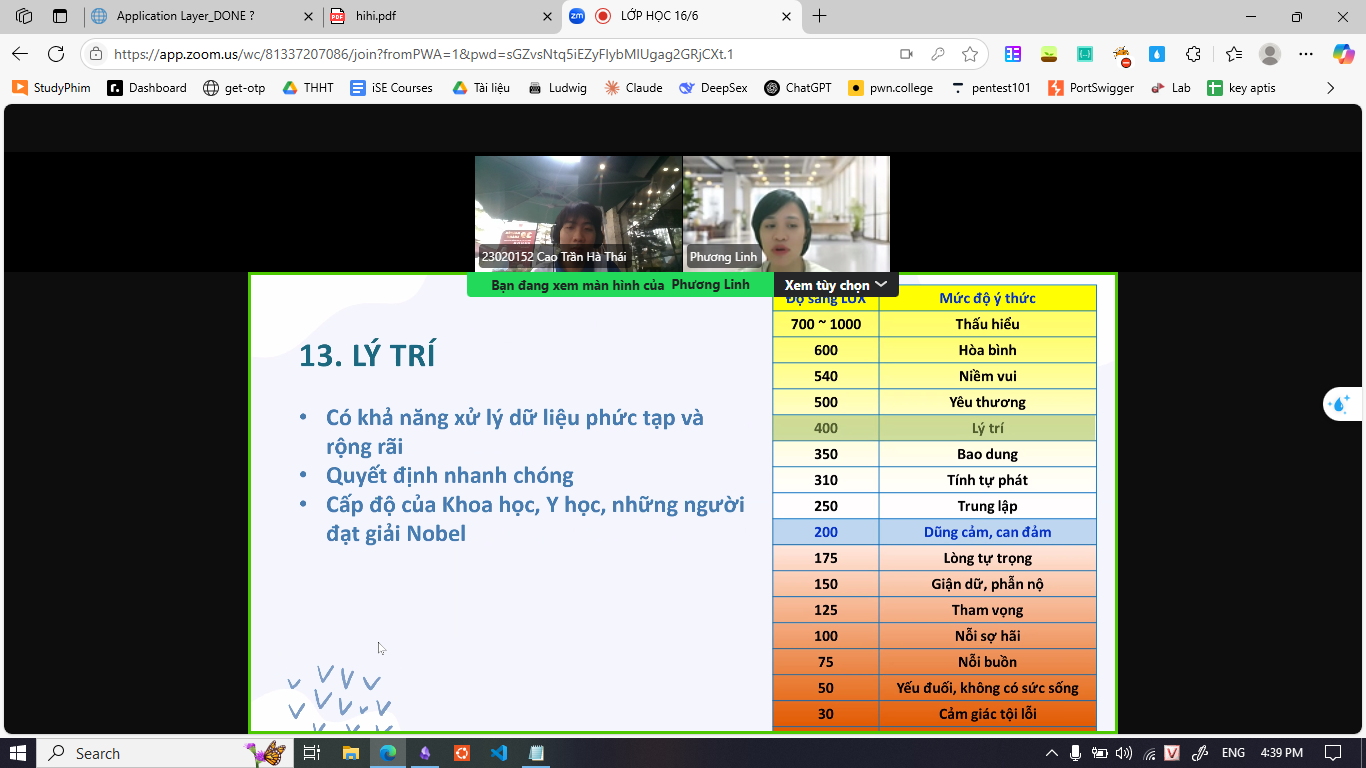 Application Layer_DONE ?
hihi.pdf
LỚP HỌC 16/6
https://app.zoom.us/wc/81337207086/join?fromPWA=1&pwd=sGZvsNtq5iEZyFIybMIUgag2GRjCXt.1
StudyPhim
Dashboard
get-otp
THHT
iSE Courses
Tài liệu
Ludwig
Claude
DeepSex
ChatGPT
pwn.college
pentest101
PortSwigger
Lab
key aptis
23020152 Cao Trần Hà Thái
Phương Linh
Bạn đang xem màn hình của Phương Linh
Xem tùy chọn
13. LÝ TRÍ
• Có khả năng xử lý dữ liệu phức tạp và
rộng rãi
• Quyết định nhanh chóng
• Cấp độ của Khoa học, Y học, những người
đạt giải Nobel
Độ sáng LUX Mức độ ý thức
700 ~ 1000 Thấu hiểu
600 Hòa bình
540 Niềm vui
500 Yêu thương
400 Lý trí
350 Bao dung
310 Tính tự phát
250 Trung lập
200 Dũng cảm, can đảm
175 Lòng tự trọng
150 Giận dữ, phẫn nộ
125 Tham vọng
100 Nỗi sợ hãi
75 Nỗi buồn
50 Yếu đuối, không có sức sống
30 Cảm giác tội lỗi
Search
ENG
4:39 PM